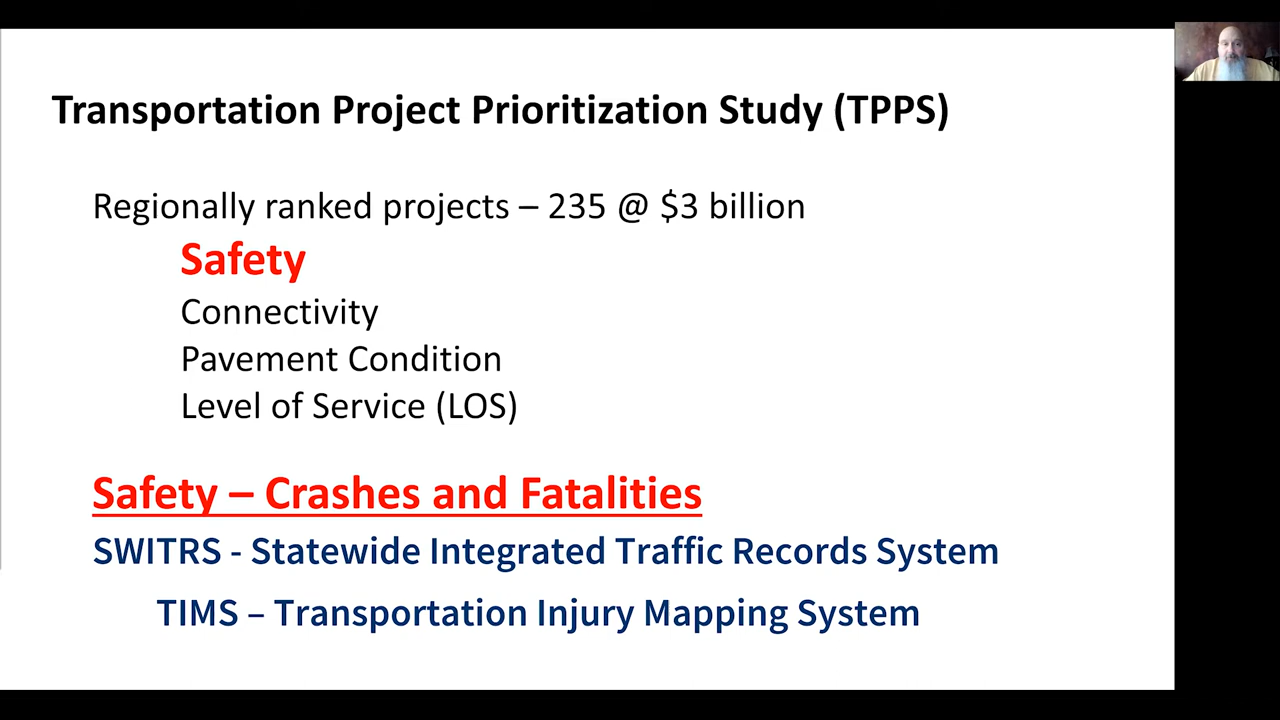 Transportation Project Prioritization Study (TPPS)
Regionally ranked projects – 235 @ $3 billion
Safety
Connectivity
Pavement Condition
Level of Service (LOS)
Safety – Crashes and Fatalities
SWITRS - Statewide Integrated Traffic Records System
TIMS – Transportation Injury Mapping System